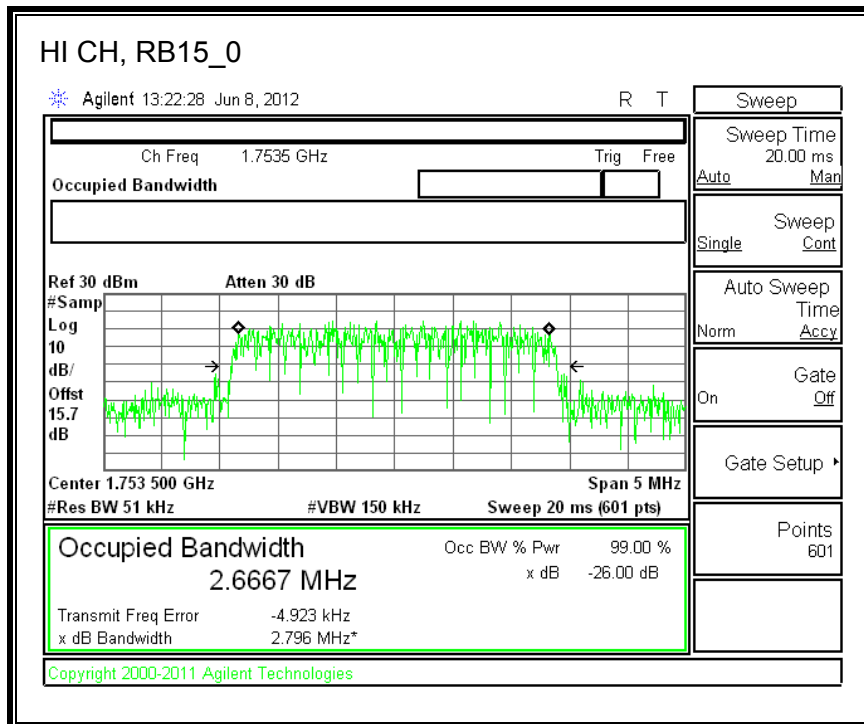 HI CH, RB15_0
Agilent 13:22:28 Jun 8, 2012 R T
Ch Freq 1.7535 GHz Trig Free
Occupied Bandwidth
Ref 30 dBm Atten 30 dB
#Samp
Log
10
dB/
Offst
15.7
dB
Center 1.753 500 GHz Span 5 MHz
#Res BW 51 kHz #VBW 150 kHz Sweep 20 ms (601 pts)
Occupied Bandwidth Occ BW % Pwr 99.00 %
2.6667 MHz x dB -26.00 dB
Transmit Freq Error -4.923 kHz
x dB Bandwidth 2.796 MHz*
Copyright 2000-2011 Agilent Technologies
Sweep
Sweep Time
20.00 ms
Auto Man
Sweep
Single Cont
Auto Sweep
Time
Norm Accy
Gate
On Off
Gate Setup
Points
601